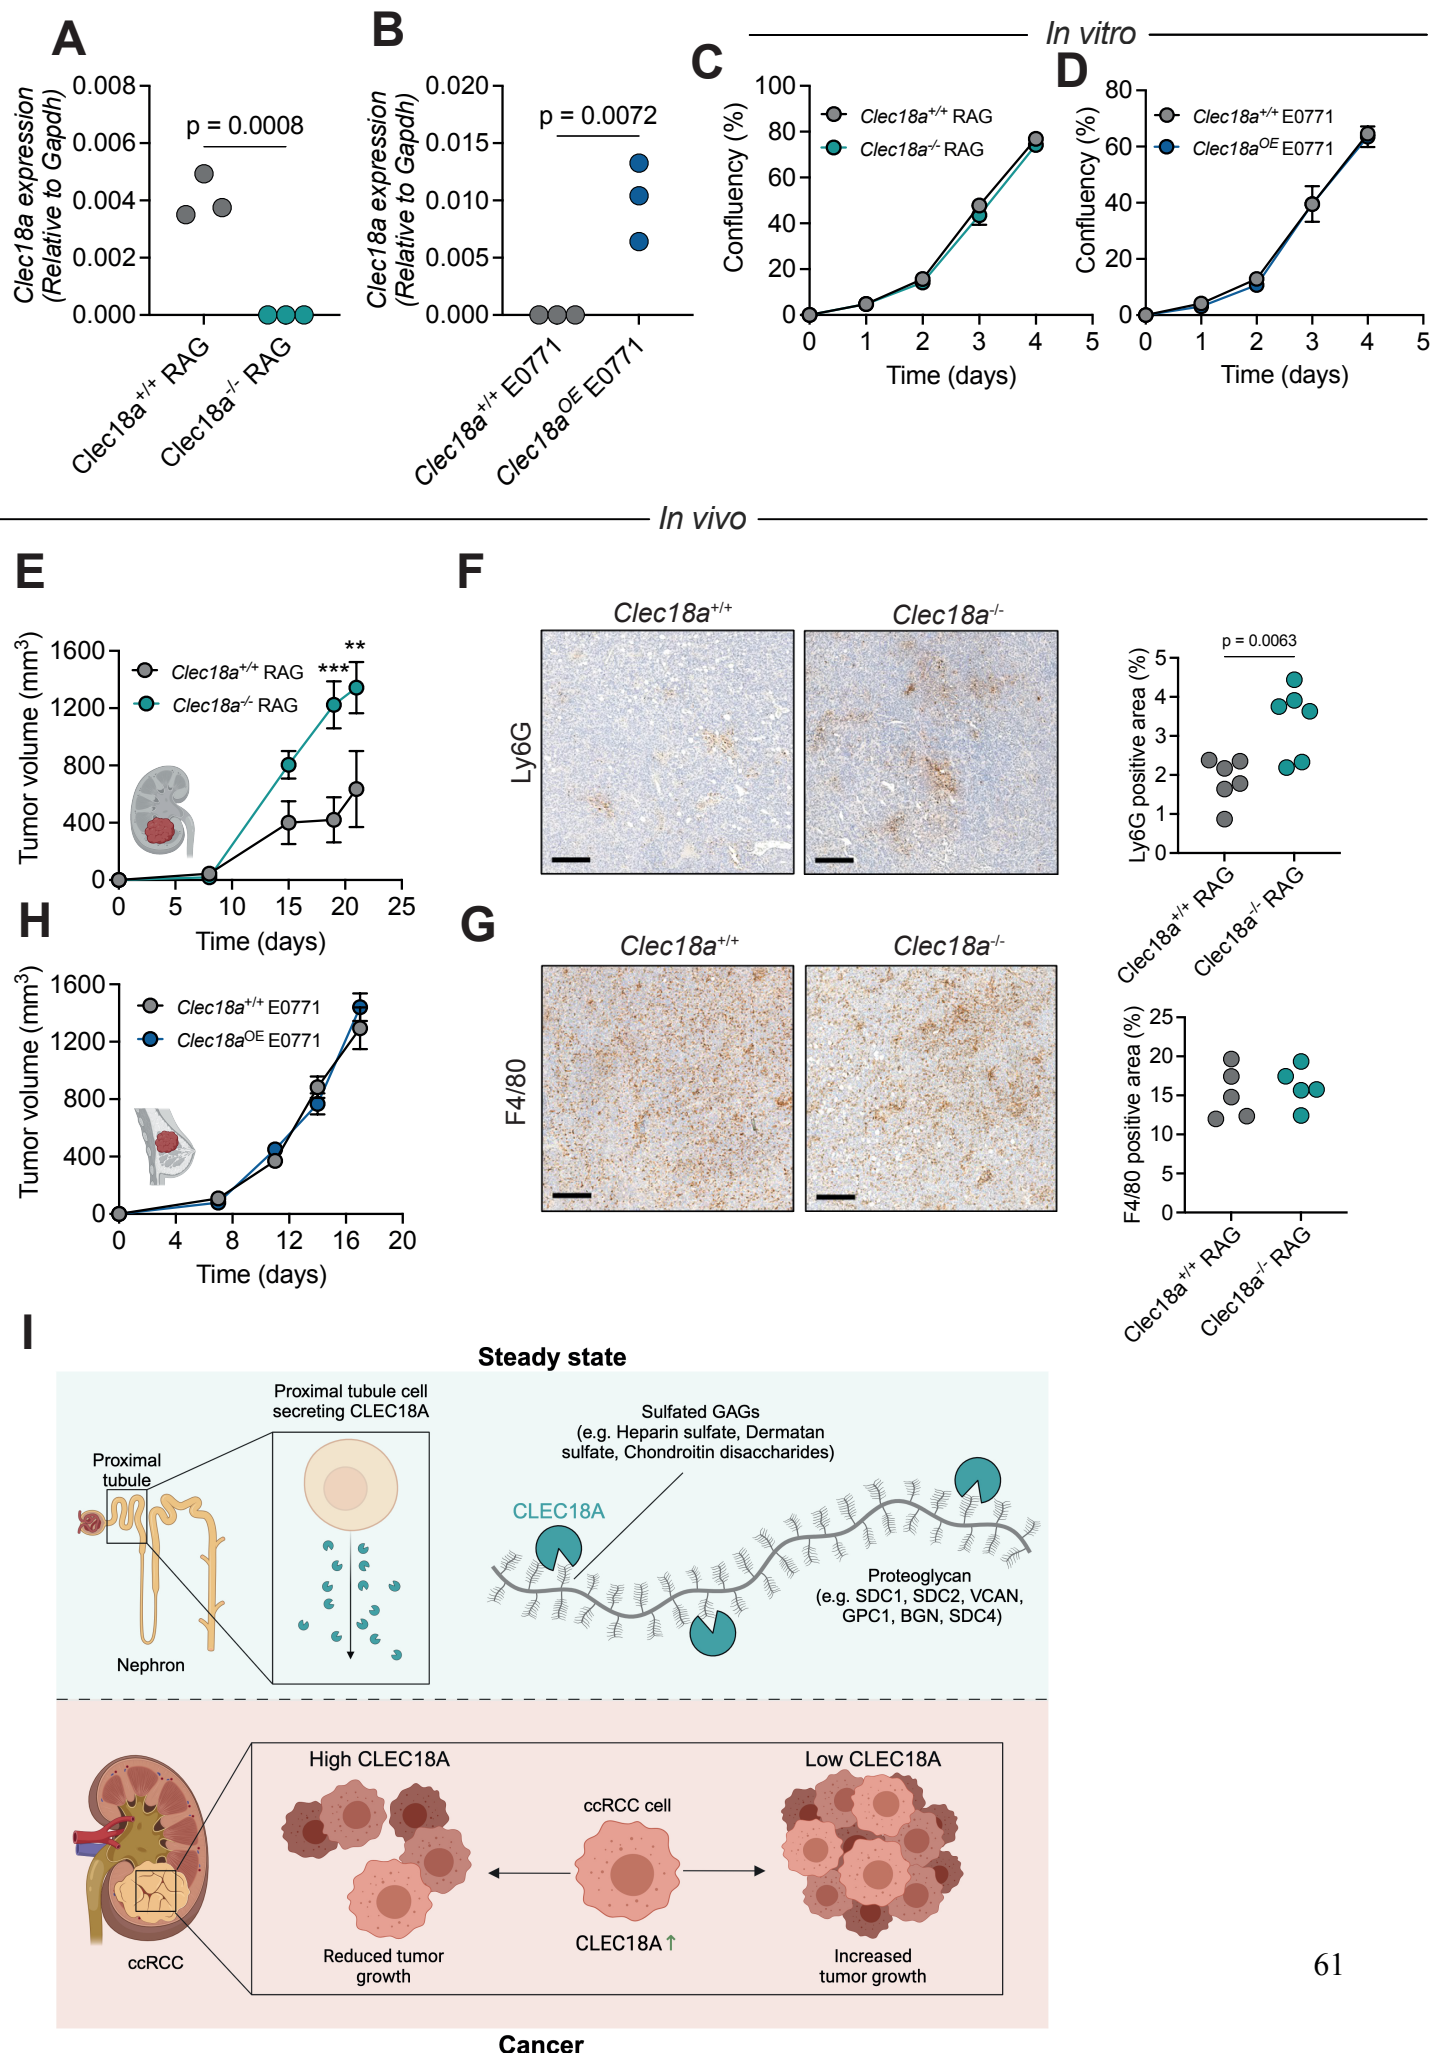 A
B
In vitro
C
D
Clec18a expression
(Relative to Gapdh)
0.008
0.006
0.004
0.002
0.000
p = 0.0008
Clec18a+/+ RAG
Clec18a-/- RAG
Clec18a expression
(Relative to Gapdh)
0.020
0.015
0.010
0.005
0.000
p = 0.0072
Clec18a+/+ E0771
Clec18aOE E0771
Confluency (%)
100
80
60
40
20
0
Clec18a+/+ RAG
Clec18a-/- RAG
0 1 2 3 4 5
Time (days)
Confluency (%)
80
60
40
20
0
Clec18a+/+ E0771
Clec18aOE E0771
0 1 2 3 4 5
Time (days)
In vivo
E
Tumor volume (mm3)
1600
1200
800
400
0
Clec18a+/+ RAG
Clec18a-/- RAG
***
**
0 5 10 15 20 25
Time (days)
F
Clec18a+/+
Clec18a-/-
Ly6G
Ly6G positive area (%)
5
4
3
2
1
0
p = 0.0063
Clec18a+/+ RAG
Clec18a-/- RAG
H
Tumor volume (mm3)
1600
1200
800
400
0
Clec18a+/+ E0771
Clec18aOE E0771
0 4 8 12 16 20
Time (days)
G
Clec18a+/+
Clec18a-/-
F4/80
F4/80 positive area (%)
25
20
15
10
5
0
Clec18a+/+ RAG
Clec18a-/- RAG
I
Steady state
Proximal tubule cell
secreting CLEC18A
Proximal
tubule
Nephron
Sulfated GAGs
(e.g. Heparin sulfate, Dermatan
sulfate, Chondroitin disaccharides)
CLEC18A
Proteoglycan
(e.g. SDC1, SDC2, VCAN,
GPC1, BGN, SDC4)
High CLEC18A
Low CLEC18A
ccRCC cell
CLEC18A↑
ccRCC
Reduced tumor
growth
Increased
tumor growth
Cancer
61